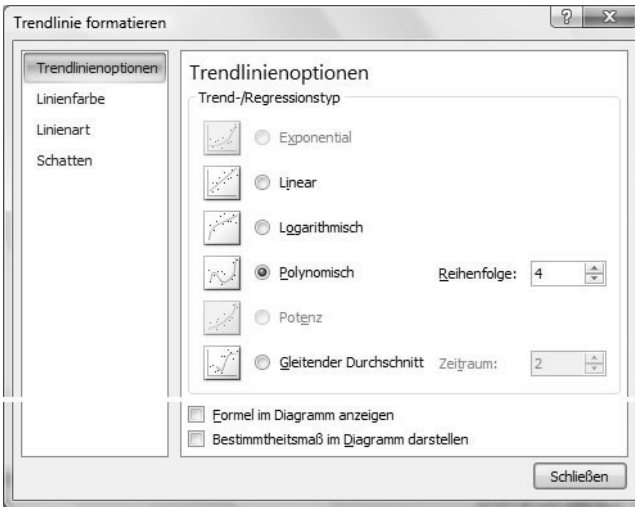 Trendlinie formatieren
Trendlinienoptionen
Linienfarbe
Linienart
Schatten
Trendlinienoptionen
Trend-/Regressionstyp
Exponential
Linear
Logarithmisch
Polynomisch Reihenfolge: 4
Potenz
Gleitender Durchschnitt Zeitraum: 2
Formel im Diagramm anzeigen
Bestimmtheitsmaß im Diagramm darstellen
Schließen